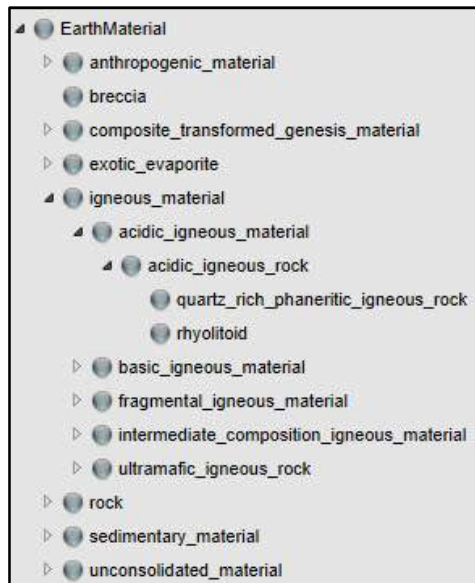 EarthMaterial
anthropogenic_material
breccia
composite_transformed_genesis_material
exotic_evaporite
igneous_material
acidic_igneous_material
acidic_igneous_rock
quartz_rich_phaneritic_igneous_rock
rhyolitoid
basic_igneous_material
fragmental_igneous_material
intermediate_composition_igneous_material
ultramafic_igneous_rock
rock
sedimentary_material
unconsolidated_material